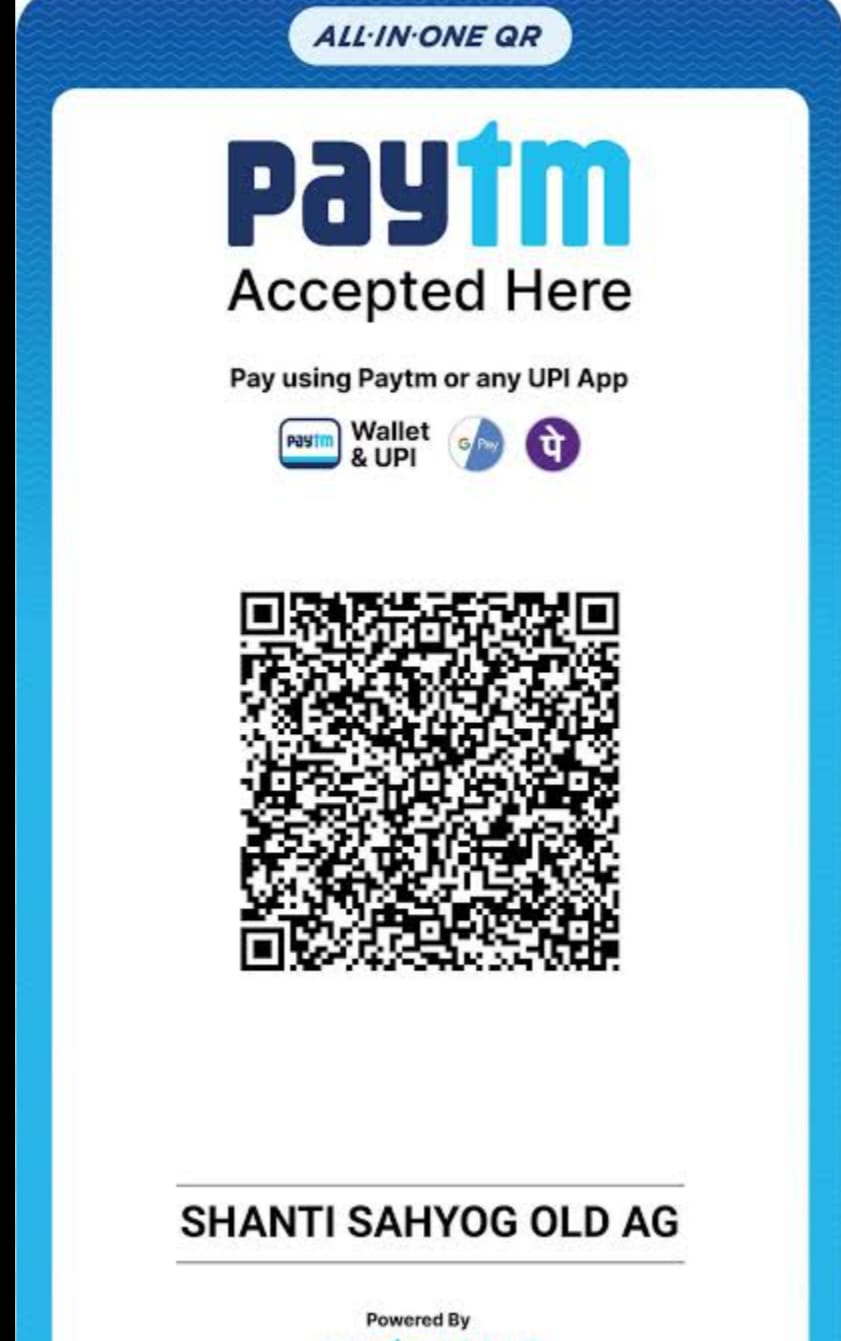 ALL·IN·ONE QR
paytm
Accepted Here
Pay using Paytm or any UPI App
paytm Wallet
& UPI
G Pay पे
SHANTI SAHYOG OLD AG
Powered By